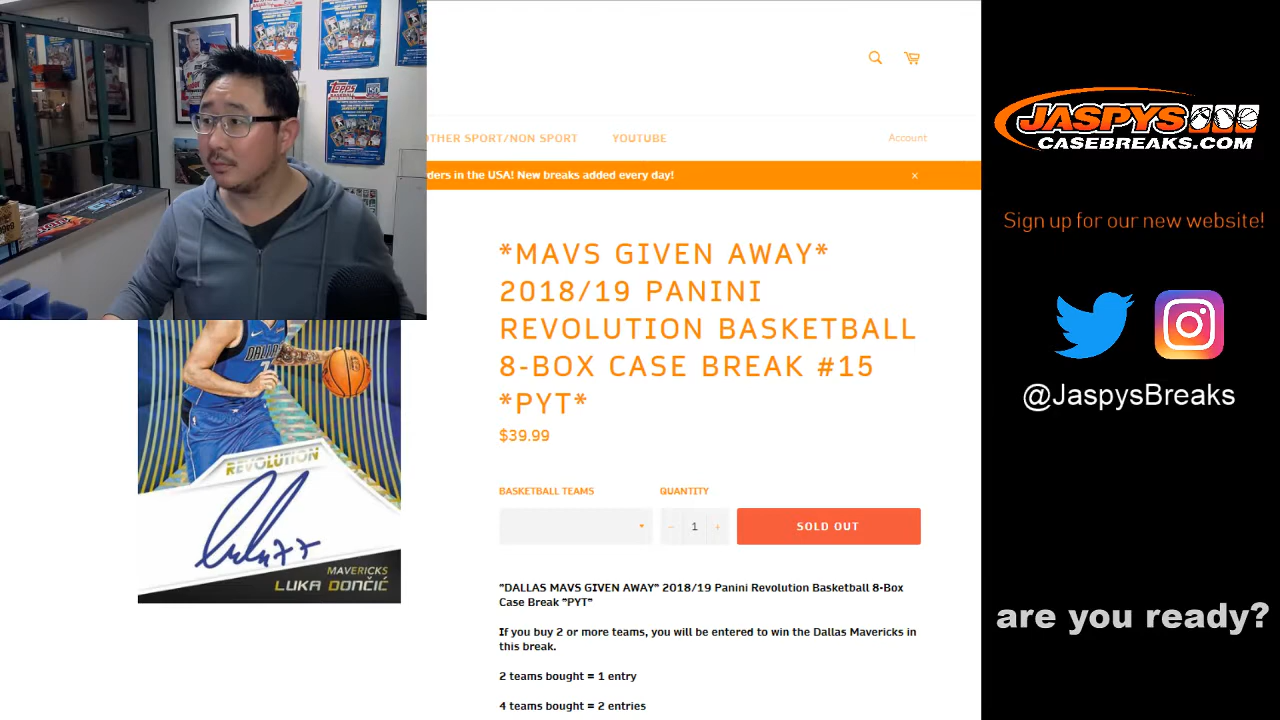 OTHER SPORT/NON SPORT
YOUTUBE
Account
rders in the USA! New breaks added every day!
×
*MAVS GIVEN AWAY*
2018/19 PANINI
REVOLUTION BASKETBALL
8-BOX CASE BREAK #15
*PYT*
$39.99
BASKETBALL TEAMS
QUANTITY
− 1 +
SOLD OUT
"DALLAS MAVS GIVEN AWAY" 2018/19 Panini Revolution Basketball 8-Box
Case Break "PYT"
If you buy 2 or more teams, you will be entered to win the Dallas Mavericks in
this break.
2 teams bought = 1 entry
4 teams bought = 2 entries
DALLAS
REVOLUTION
MAVERICKS
LUKA DONČIĆ
JASPYS
CASEBREAKS.COM
Sign up for our new website!
@JaspysBreaks
are you ready?
topps
BASEBALL
150